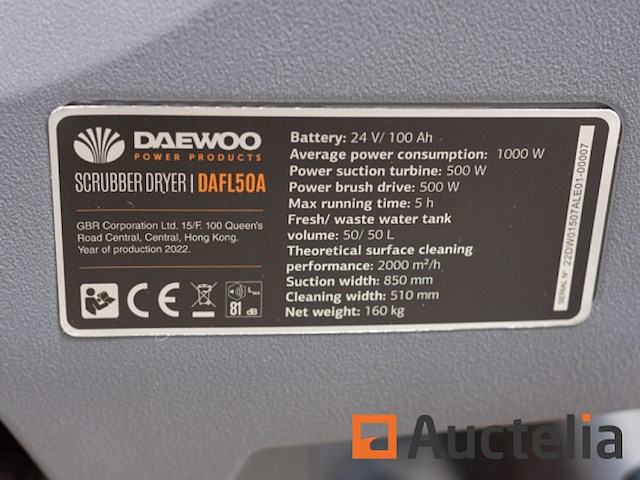 DAEWOO
POWER PRODUCTS
SCRUBBER DRYER | DAFL50A
GBR Corporation Ltd. 15/F. 100 Queen's
Road Central, Central, Hong Kong.
Year of production 2022.
CE
81 dB
Battery: 24 V/ 100 Ah
Average power consumption: 1000 W
Power suction turbine: 500 W
Power brush drive: 500 W
Max running time: 5 h
Fresh/ waste water tank
volume: 50/ 50 L
Theoretical surface cleaning
performance: 2000 m²/h
Suction width: 850 mm
Cleaning width: 510 mm
Net weight: 160 kg
SERIAL N° 22DW01507ALE01-00007
Auctelia